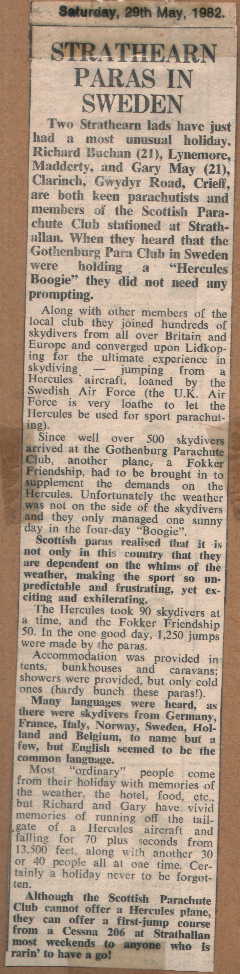 Saturday, 29th May, 1982.
STRATHEARN
PARAS IN
SWEDEN
Two Strathearn lads have just
had a most unusual holiday.
Richard Buchan (21), Lynemore,
Madderty, and Gary May (21),
Clarinch, Gwydyr Road, Crieff,
are both keen parachutists and
members of the Scottish Para-
chute Club stationed at Strath-
allan. When they heard that the
Gothenburg Para Club in Sweden
were holding a "Hercules
Boogie" they did not need any
prompting.
Along with other members of the
local club they joined hundreds of
skydivers from all over Britain and
Europe and converged upon Lidkop-
ing for the ultimate experience in
skydiving — jumping from a
Hercules aircraft, loaned by the
Swedish Air Force (the U.K. Air
Force is very loathe to let the
Hercules be used for sport parachut-
ing).
Since well over 500 skydivers
arrived at the Gothenburg Parachute
Club, another plane, a Fokker
Friendship, had to be brought in to
supplement the demands on the
Hercules. Unfortunately the weather
was not on the side of the skydivers
and they only managed one sunny
day in the four-day "Boogie".
Scottish paras realised that it is
not only in this country that they
are dependent on the whims of the
weather, making the sport so un-
predictable and frustrating, yet ex-
citing and exhilerating.
The Hercules took 90 skydivers at
a time, and the Fokker Friendship
50. In the one good day, 1,250 jumps
were made by the paras.
Accommodation was provided in
tents, bunkhouses and caravans;
showers were provided, but only cold
ones (hardy bunch these paras!).
Many languages were heard, as
there were skydivers from Germany,
France, Italy, Norway, Sweden, Hol-
land and Belgium, to name but a
few, but English seemed to be the
common language.
Most "ordinary" people come
from their holiday with memories of
the weather, the hotel, food, etc.,
but Richard and Gary have vivid
memories of running off the tail-
gate of a Hercules aircraft and
falling for 70 plus seconds from
13,500 feet, along with another 30
or 40 people all at one time. Cer-
tainly a holiday never to be forgot-
ten.
Although the Scottish Parachute
Club cannot offer a Hercules plane,
they can offer a first-jump course
from a Cessna 206 at Strathallan
most weekends to anyone who is
rarin' to have a go!